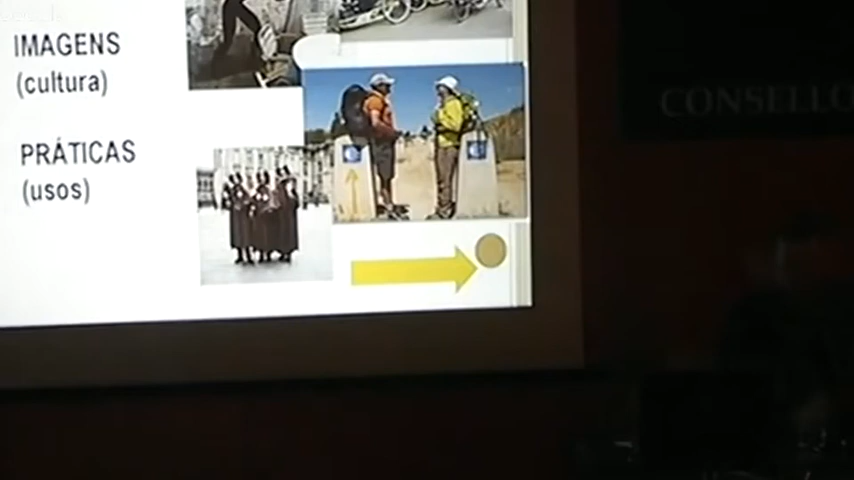 IMAGENS
(cultura)
PRÁTICAS
(usos)
CONSELLO